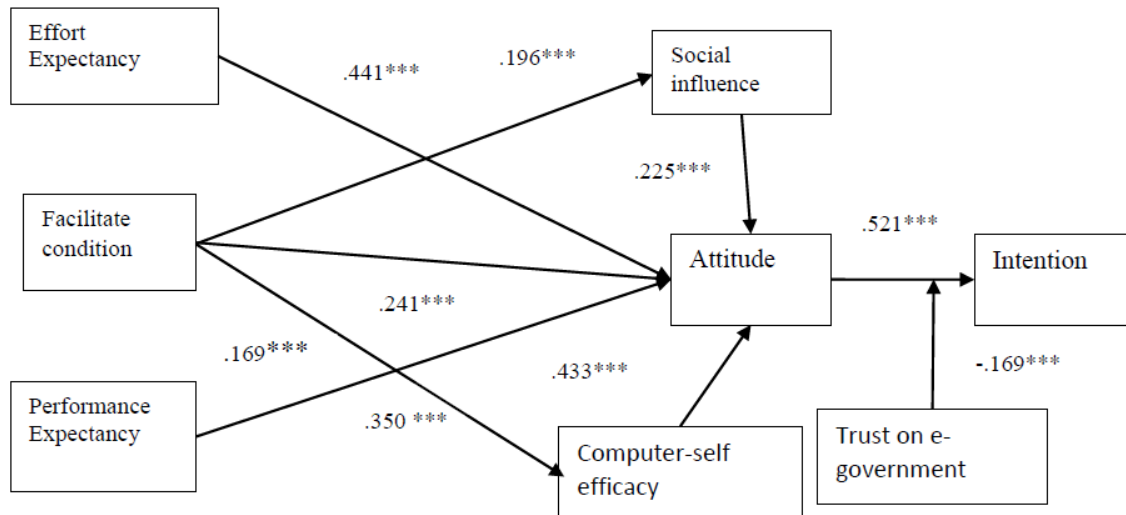 Effort
Expectancy
.441***
.196***
Social
influence
.225***
Facilitate
condition
.521***
Attitude
Intention
.241***
.169***
.433***
-.169***
Performance
Expectancy
.350 ***
Computer-self
efficacy
Trust on e-
government